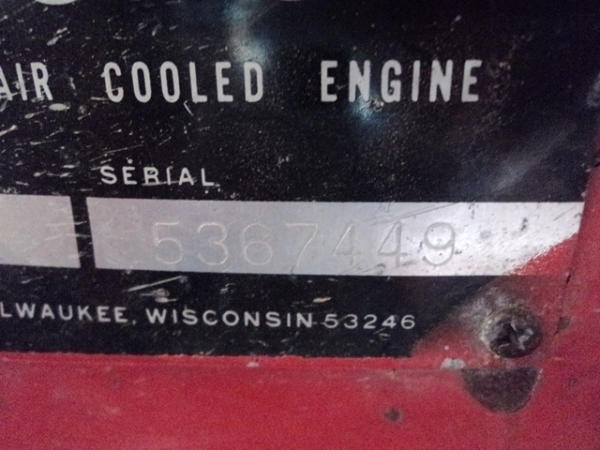 AIR COOLED ENGINE
SERIAL
5367449
LWAUKEE, WISCONSIN 53246